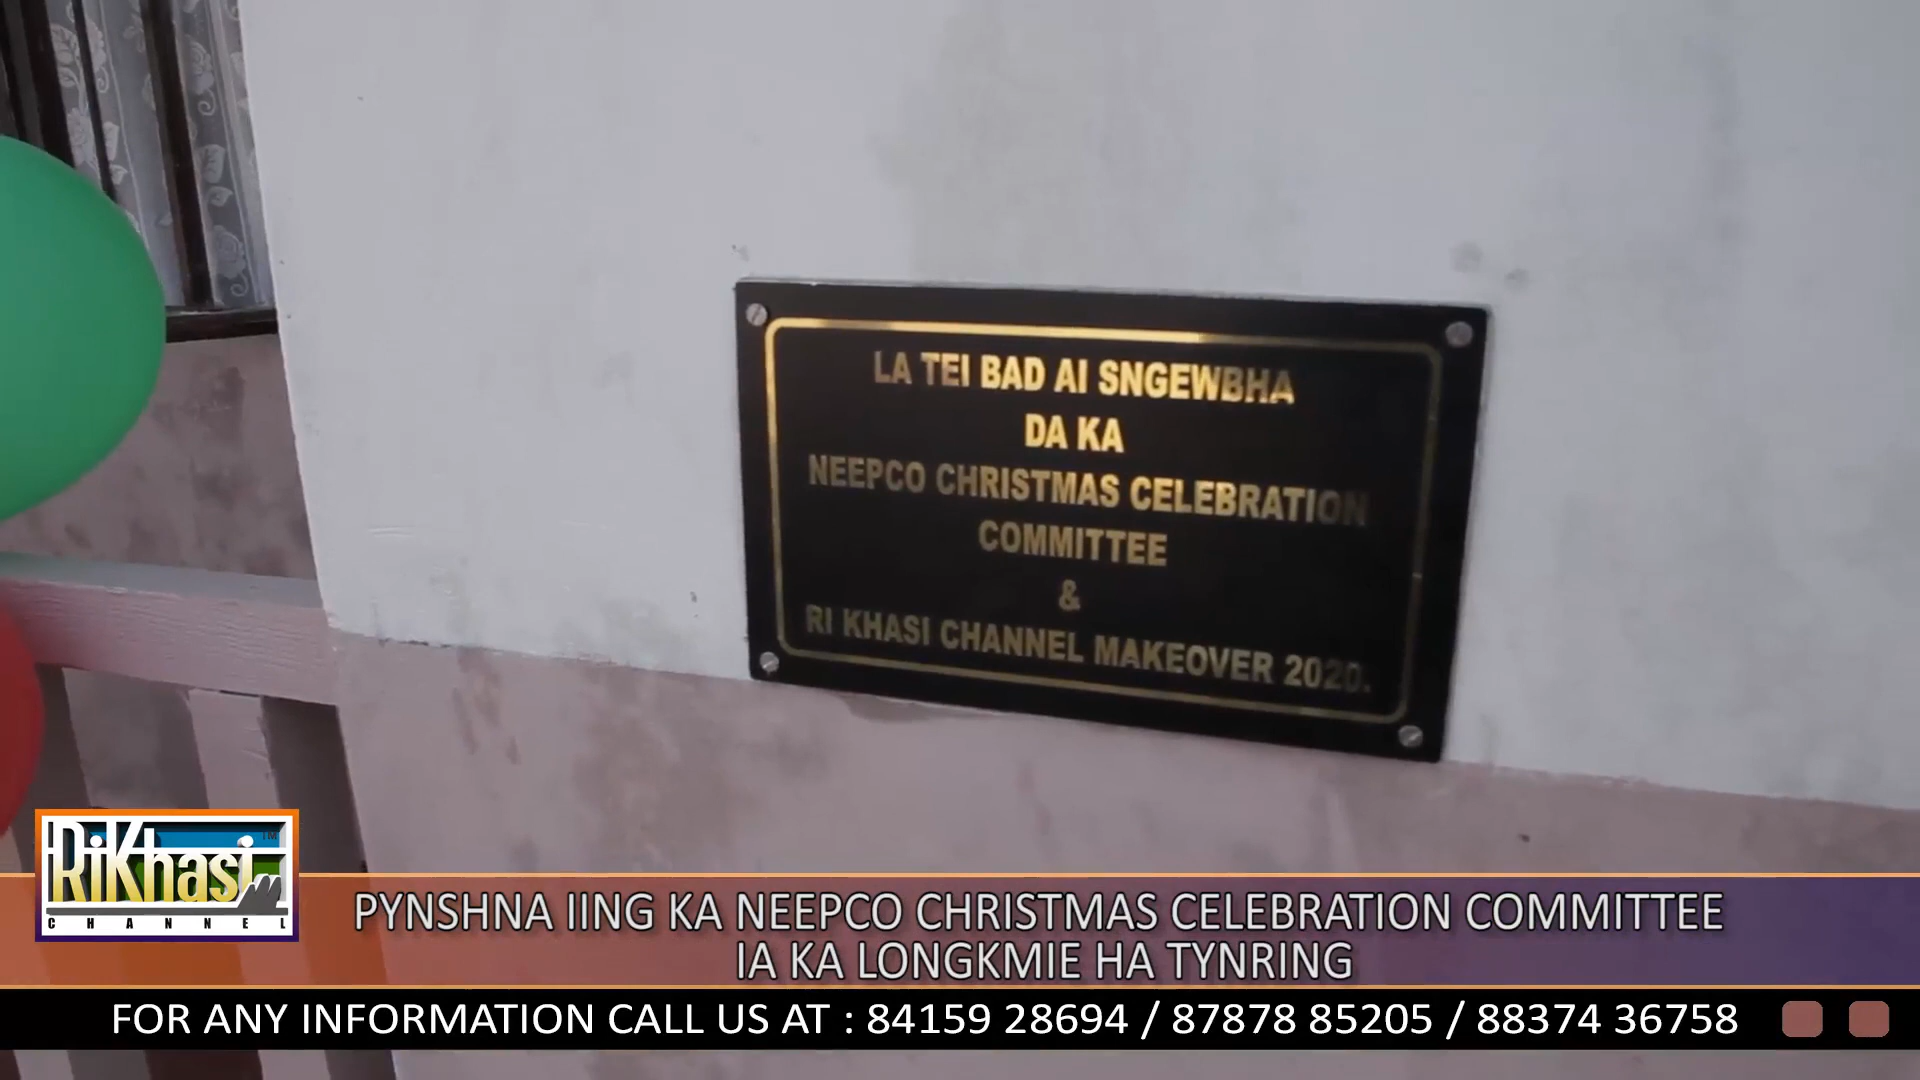 LA TEI BAD AI SNGEWBHA
DA KA
NEEPCO CHRISTMAS CELEBRATION
COMMITTEE
&
RI KHASI CHANNEL MAKEOVER 2020.
RiKhasi TM
CHANNEL
PYNSHNA IING KA NEEPCO CHRISTMAS CELEBRATION COMMITTEE
IA KA LONGKMIE HA TYNRING
FOR ANY INFORMATION CALL US AT : 84159 28694 / 87878 85205 / 88374 36758